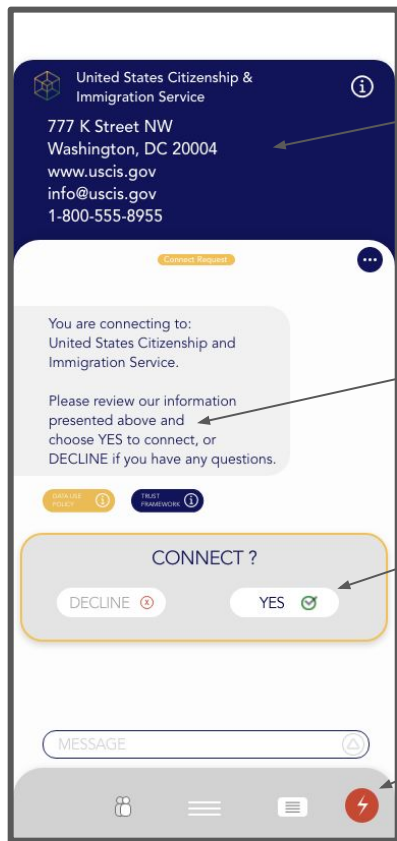 United States Citizenship &
Immigration Service
777 K Street NW
Washington, DC 20004
www.uscis.gov
info@uscis.gov
1-800-555-8955
Connect Request
You are connecting to:
United States Citizenship and
Immigration Service.
Please review our information
presented above and
choose YES to connect, or
DECLINE if you have any questions.
DATA USE
POLICY
TRUST
FRAMEWORK
CONNECT ?
DECLINE
YES
MESSAGE